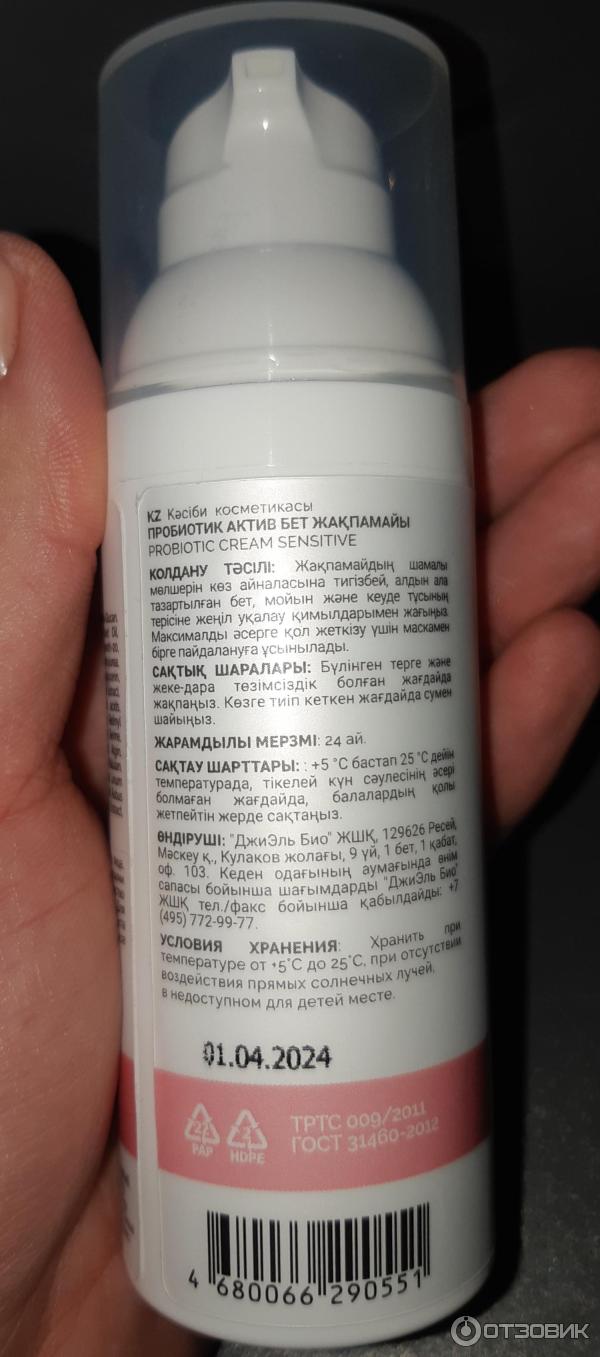 KZ Кәсіби косметикасы
ПРОБИОТИК АКТИВ БЕТ ЖАҚПАМАЙЫ
PROBIOTIC CREAM SENSITIVE
КОЛДАНУ ТӘСІЛІ: Жақпамайдың шамалы
мөлшерін көз айналасына тигізбей, алдын ала
тазартылған бет, мойын және кеуде тұсының
терісіне жеңіл уқалау қимылдарымен жағыңыз.
Максималды әсерге қол жеткізу үшін маскамен
бірге пайдалануға ұсынылады.
САҚТЫҚ ШАРАЛАРЫ: Бүлінген терге және
жеке-дара төзімсіздік болған жағдайда
жақпаңыз. Көзге тиіп кеткен жағдайда сумен
шайыңыз.
ЖАРАМДЫЛЫ МЕРЗМІ: 24 ай.
САҚТАУ ШАРТТАРЫ: : +5 °С бастап 25 °С дейін
температурада, тікелей күн сәулесінің әсері
болмаған жағдайда, балалардың қолы
жетпейтін жерде сақтаңыз.
ӨНДІРУШІ: "ДжиЭль Био" ЖШҚ, 129626 Ресей,
Мәскеу қ., Кулаков жолағы, 9 үй, 1 бет, 1 қабат,
оф. 103. Кеден одағының аумағында өнім
сапасы бойынша шағымдарды "ДжиЭль Био"
ЖШҚ тел./факс бойынша қабылдайды: +7
(495) 772-99-77.
УСЛОВИЯ ХРАНЕНИЯ: Хранить при
температуре от +5°С до 25°С, при отсутствии
воздействия прямых солнечных лучей,
в недоступном для детей месте.
01.04.2024
22 2 ТРТС 009/2011
PAP HDPE ГОСТ 31460-2012
4 680066 290551
ОТЗОВИК